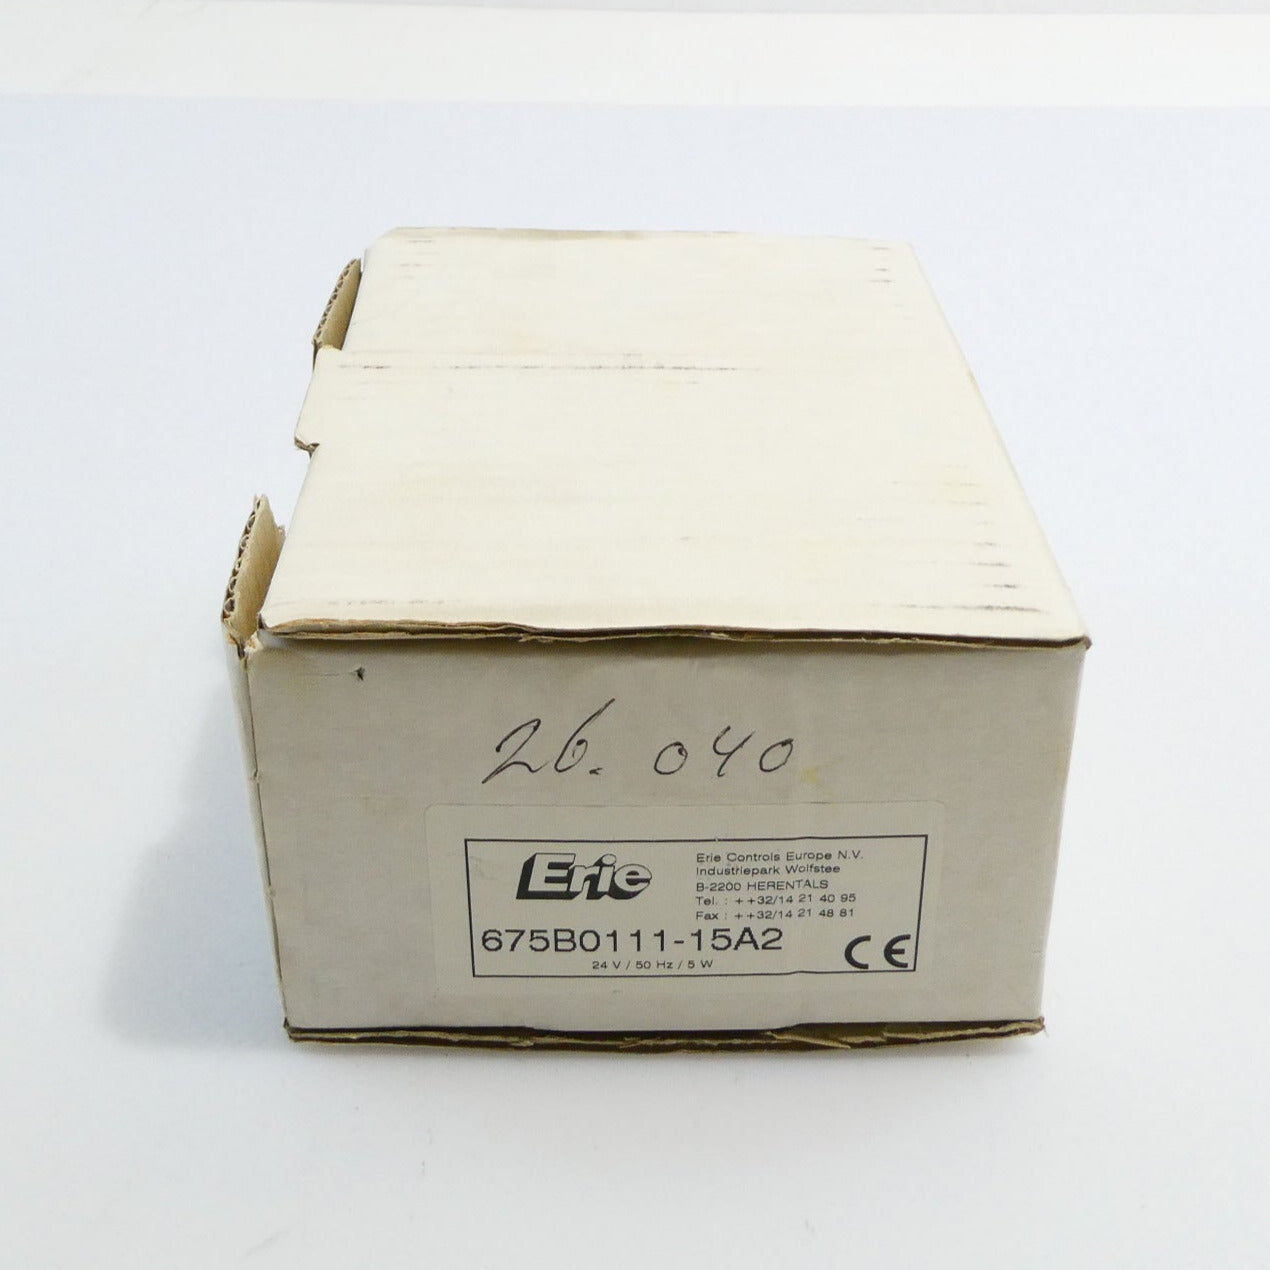 26. 040
Erie
Erie Controls Europe N.V.
Industriepark Wolfstee
B-2200 HERENTALS
Tel. : ++32/14 21 40 95
Fax : ++32/14 21 48 81
675B0111-15A2
24 V / 50 Hz / 5 W
CE